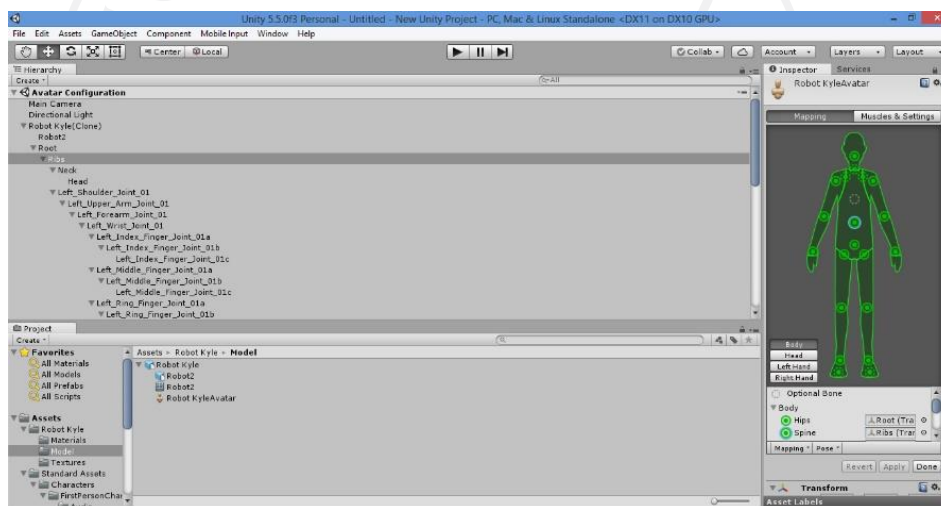 Unity 5.5.0f3 Personal - Untitled - New Unity Project - PC, Mac & Linux Standalone <DX11 on DX10 GPU>
File Edit Assets GameObject Component Mobile Input Window Help
Center Local Collab Account Layers Layout
Hierarchy
Create All
Avatar Configuration
Main Camera
Directional Light
Robot Kyle(Clone)
Robot2
Root
Ribs
Neck
Head
Left_Shoulder_Joint_01
Left_Upper_Arm_Joint_01
Left_Forearm_Joint_01
Left_Wrist_Joint_01
Left_Index_Finger_Joint_01a
Left_Index_Finger_Joint_01b
Left_Index_Finger_Joint_01c
Left_Middle_Finger_Joint_01a
Left_Middle_Finger_Joint_01b
Left_Middle_Finger_Joint_01c
Left_Ring_Finger_Joint_01a
Left_Ring_Finger_Joint_01b
Project
Create
Favorites
All Materials
All Models
All Prefabs
All Scripts
Assets
Robot Kyle
Materials
Model
Textures
Standard Assets
Characters
FirstPersonChar
Assets Robot Kyle Model
Robot Kyle
Robot2
Robot2
Robot KyleAvatar
Inspector Services
Robot KyleAvatar
Mapping Muscles & Settings
Body
Head
Left Hand
Right Hand
Optional Bone
Body
Hips Root (Tra
Spine Ribs (Tran
Mapping Pose
Revert Apply Done
Transform
Asset Labels